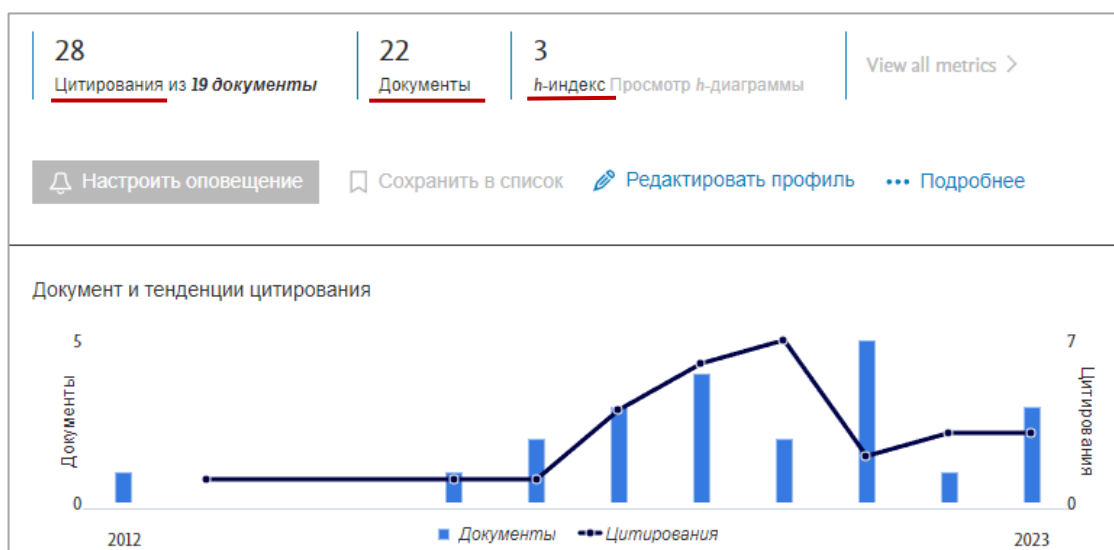 28
Цитирования из 19 документы
22
Документы
3
h-индекс Просмотр h-диаграммы
View all metrics >
Настроить оповещение
Сохранить в список
Редактировать профиль
Подробнее
Документ и тенденции цитирования
5
Документы
0
7
Цитирования
0
2012
Документы
Цитирования
2023